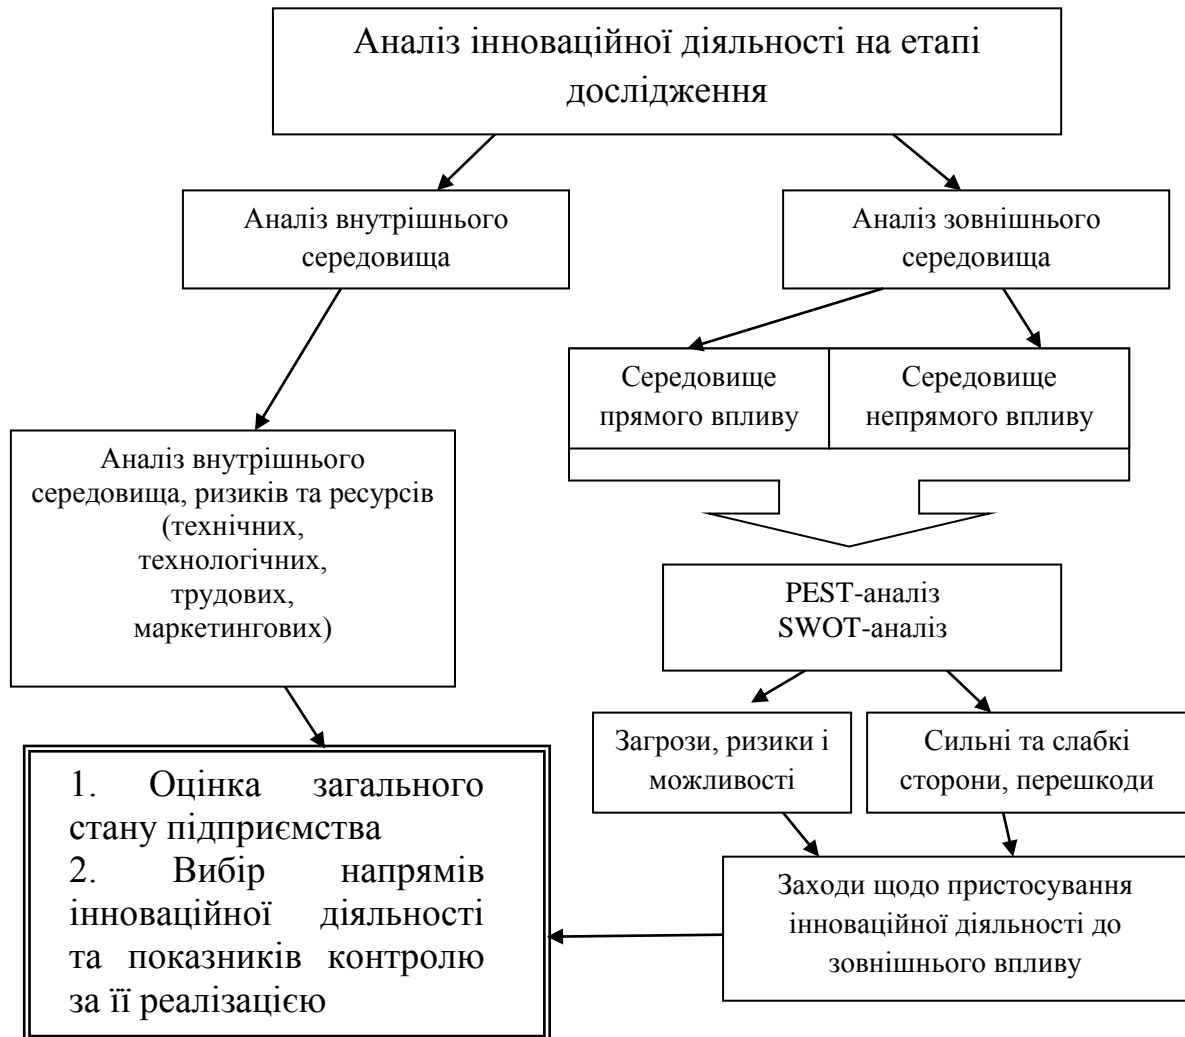 Аналіз інноваційної діяльності на етапі
дослідження
Аналіз внутрішнього
середовища
Аналіз зовнішнього
середовища
Середовище
прямого впливу
Середовище
непрямого впливу
Аналіз внутрішнього
середовища, ризиків та ресурсів
(технічних,
технологічних,
трудових,
маркетингових)
PEST-аналіз
SWOT-аналіз
Загрози, ризики і
можливості
Сильні та слабкі
сторони, перешкоди
1. Оцінка загального
стану підприємства
2. Вибір напрямів
інноваційної діяльності
та показників контролю
за її реалізацією
Заходи щодо пристосування
інноваційної діяльності до
зовнішнього впливу